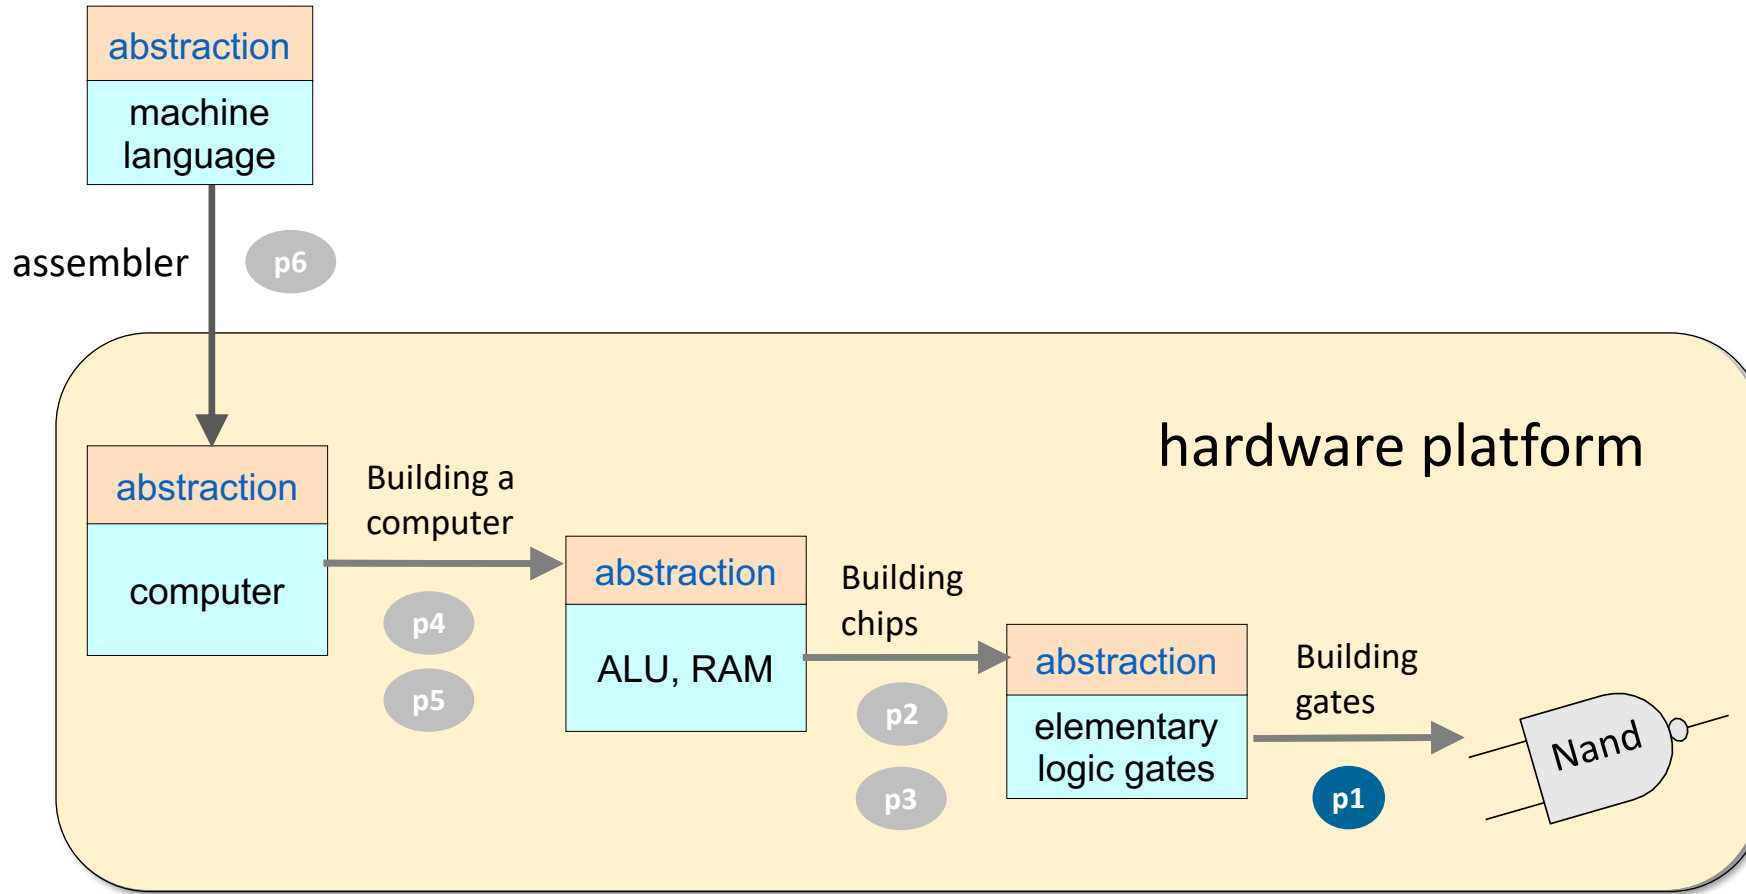 abstraction
machine
language
assembler
p6
hardware platform
abstraction
computer
Building a
computer
p4
p5
abstraction
ALU, RAM
Building
chips
p2
p3
abstraction
elementary
logic gates
Building
gates
p1
Nand